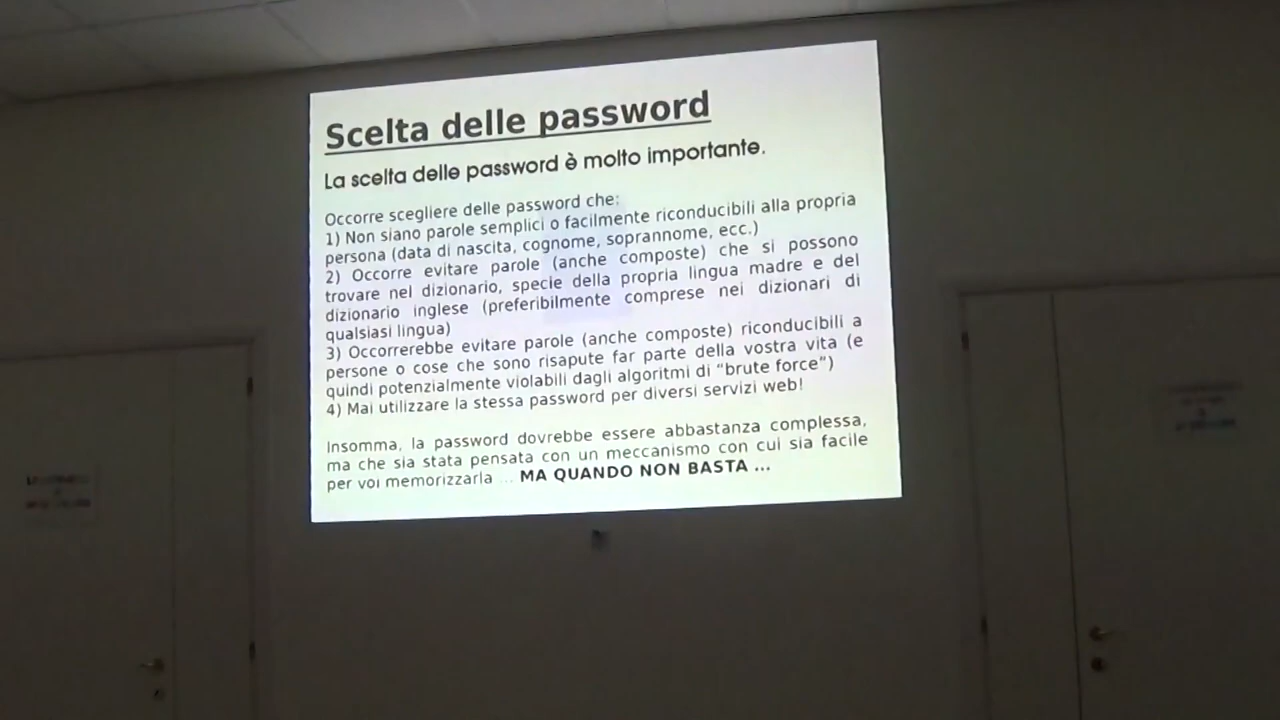 Scelta delle password
La scelta delle password è molto importante.
Occorre scegliere delle password che:
1) Non siano parole semplici o facilmente riconducibili alla propria
persona (data di nascita, cognome, soprannome, ecc.)
2) Occorre evitare parole (anche composte) che si possono
trovare nel dizionario, specie della propria lingua madre e del
dizionario inglese (preferibilmente comprese nei dizionari di
qualsiasi lingua)
3) Occorrerebbe evitare parole (anche composte) riconducibili a
persone o cose che sono risapute far parte della vostra vita (e
quindi potenzialmente violabili dagli algoritmi di “brute force”)
4) Mai utilizzare la stessa password per diversi servizi web!
Insomma, la password dovrebbe essere abbastanza complessa,
ma che sia stata pensata con un meccanismo con cui sia facile
per voi memorizzarla ... MA QUANDO NON BASTA ...